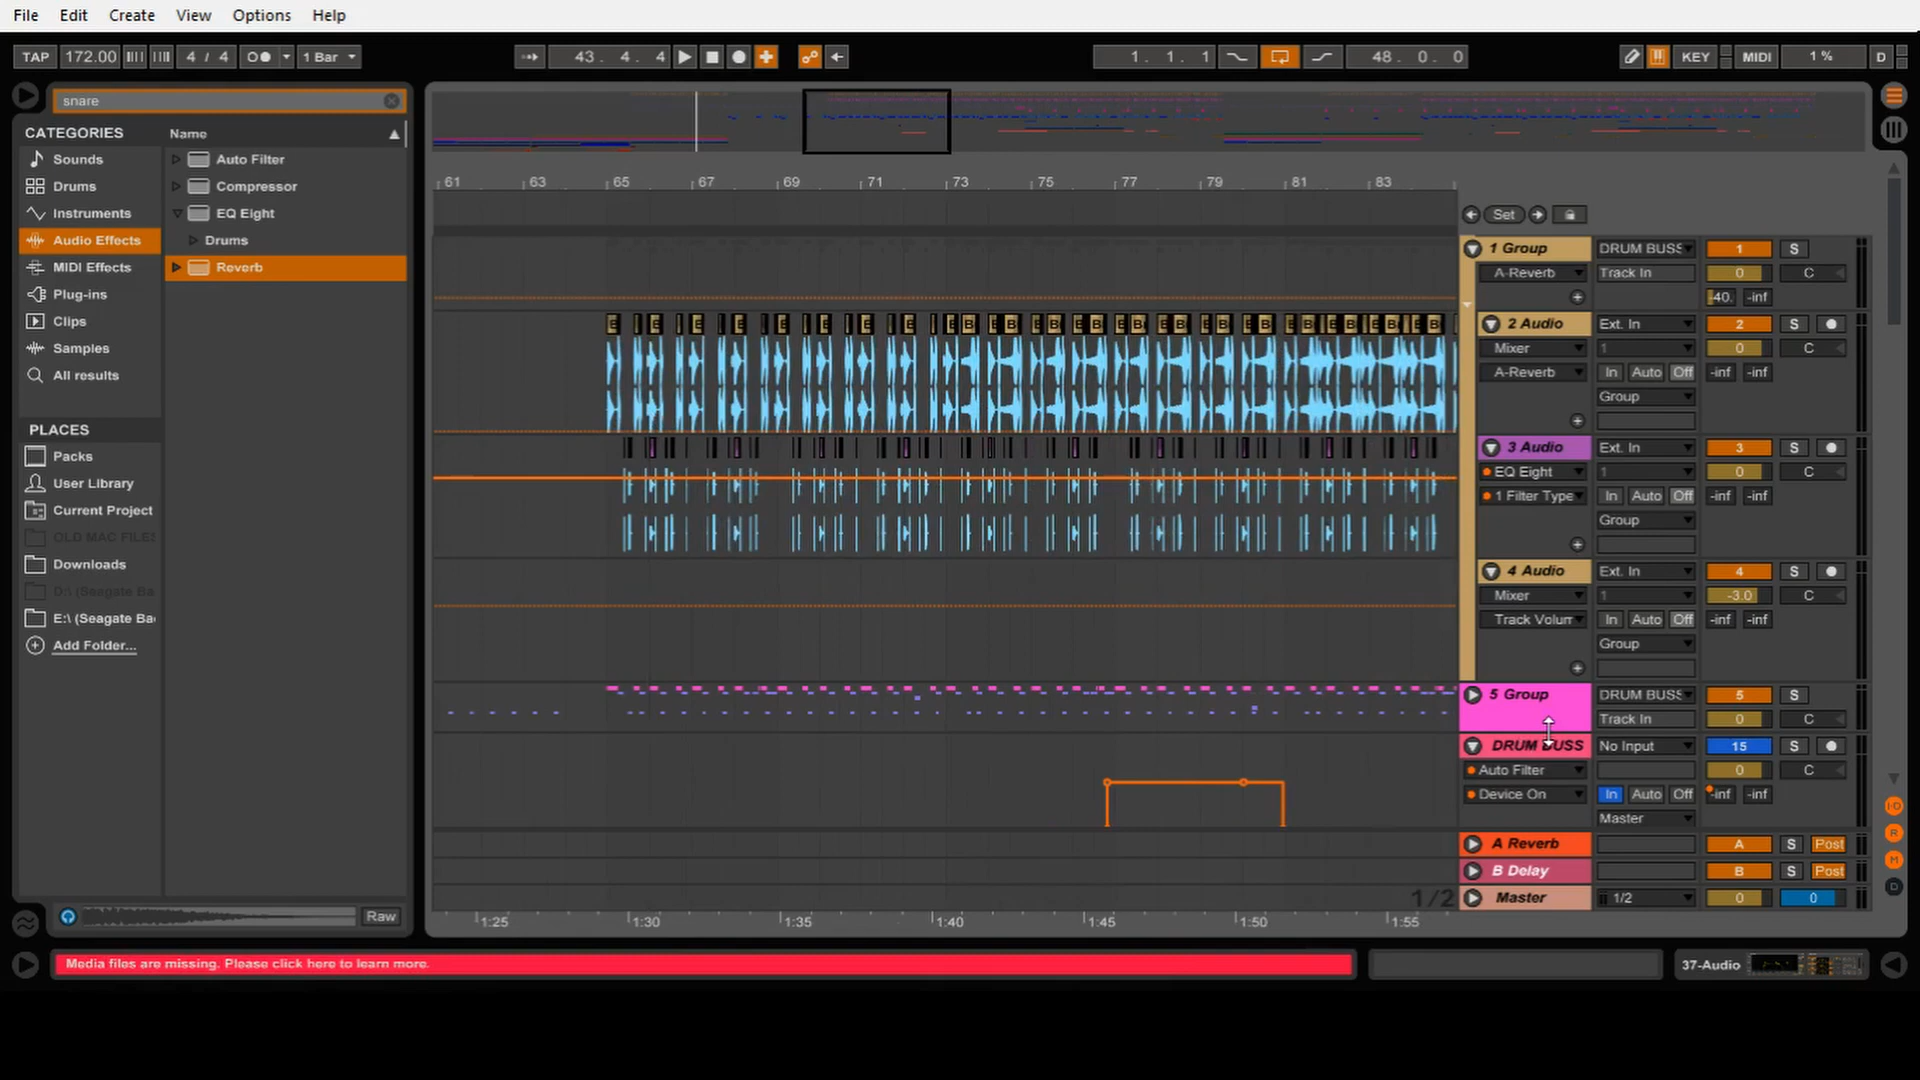 File Edit Create View Options Help
TAP 172.00 4 / 4 1 Bar 43. 4. 4 1. 1. 1 48. 0. 0 KEY MIDI 1 % D
snare
CATEGORIES Name
Sounds Auto Filter
Drums Compressor
Instruments EQ Eight
Audio Effects Drums
MIDI Effects Reverb
Plug-ins
Clips
Samples
All results
PLACES
Packs
User Library
Current Project
OLD MAC FILES
Downloads
D:\ (Seagate Ba
E:\ (Seagate Ba
Add Folder...
Raw
61 63 65 67 69 71 73 75 77 79 81 83
Set
1 Group DRUM BUSS 1 S
A-Reverb Track In 0 C
-40. -inf
2 Audio Ext. In 2 S
Mixer 1 0 C
A-Reverb In Auto Off -inf -inf
Group
3 Audio Ext. In 3 S
EQ Eight 1 0 C
1 Filter Type In Auto Off -inf -inf
Group
4 Audio Ext. In 4 S
Mixer 1 -3.0 C
Track Volum In Auto Off -inf -inf
Group
5 Group DRUM BUSS 5 S
Track In 0 C
DRUM BUSS No Input 15 S
Auto Filter 0 C
Device On In Auto Off -inf -inf
Master
A Reverb A S Post
B Delay B S Post
1/2 Master 1/2 0 0
1:25 1:30 1:35 1:40 1:45 1:50 1:55
Media files are missing. Please click here to learn more.
37-Audio